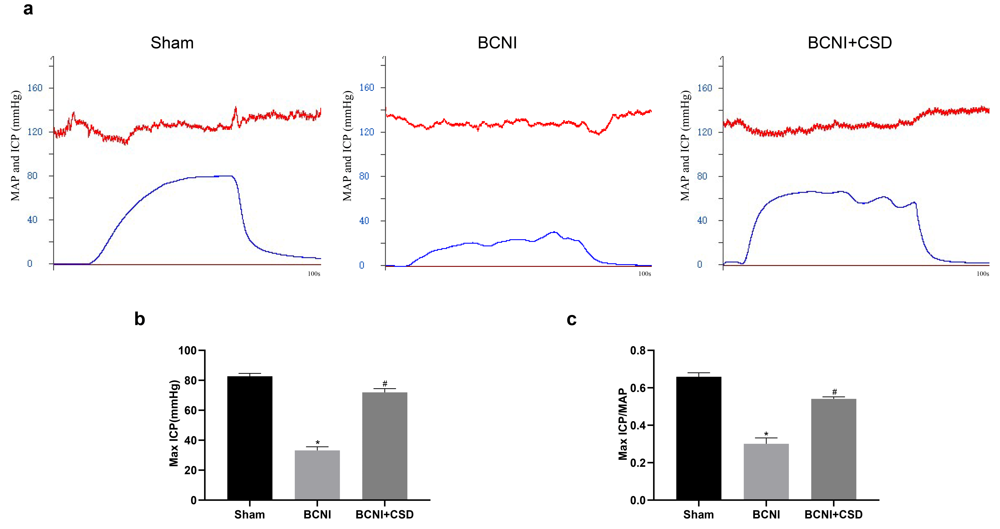 a
Sham
BCNI
BCNI+CSD
MAP and ICP (mmHg)
160
120
80
40
0
100s
MAP and ICP (mmHg)
160
120
80
40
0
100s
MAP and ICP (mmHg)
160
120
80
40
0
100s
b
Max ICP(mmHg)
100
80
60
40
20
0
*
#
Sham
BCNI
BCNI+CSD
c
Max ICP/MAP
0.8
0.6
0.4
0.2
0.0
*
#
Sham
BCNI
BCNI+CSD